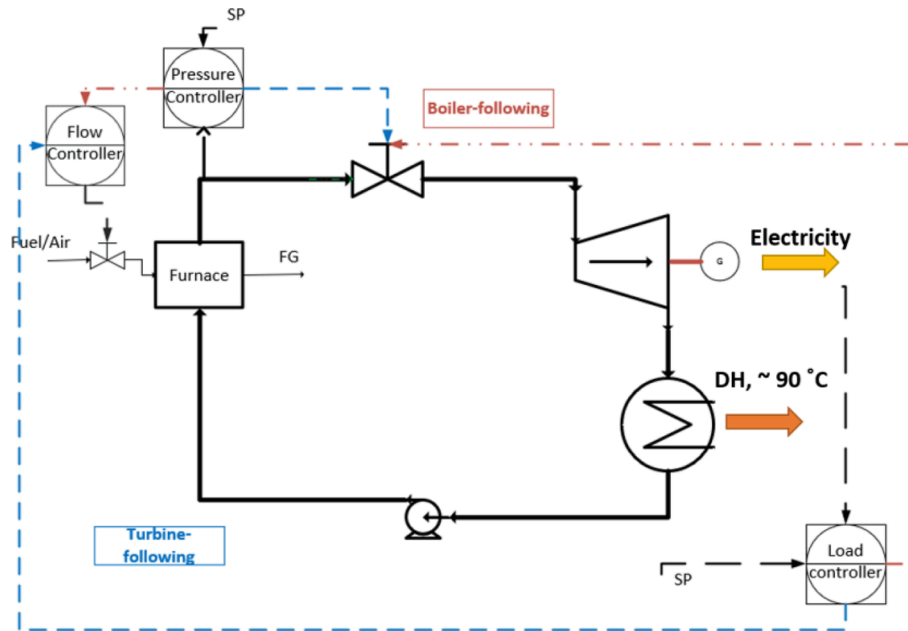 SP
Pressure
Controller
Boiler-following
Flow
Controller
Fuel/Air
Furnace
FG
G
Electricity
DH, ~ 90 °C
Turbine-
following
SP
Load
controller